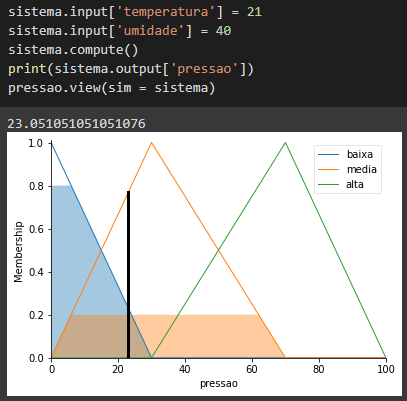 sistema.input['temperatura'] = 21
sistema.input['umidade'] = 40
sistema.compute()
print(sistema.output['pressao'])
pressao.view(sim = sistema)
23.051051051051076
1.0
0.8
0.6
0.4
0.2
0.0
Membership
baixa
media
alta
0 20 40 60 80 100
pressao